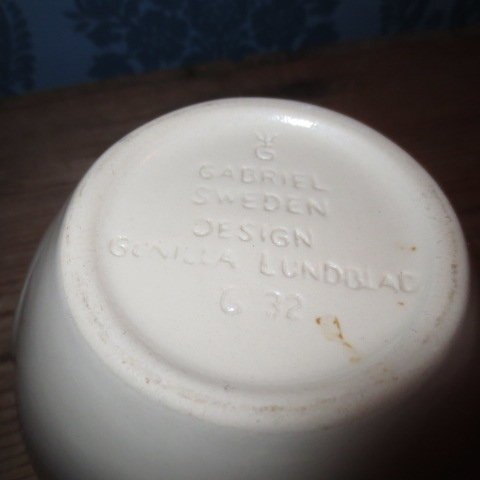 G
GABRIEL
SWEDEN
DESIGN
GUNILLA LUNDBLAD
G 32